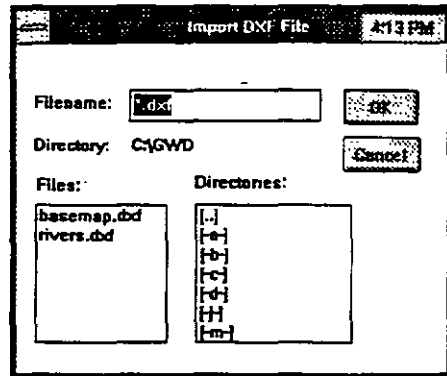 Import DXF File 4:13 PM
Filename: *.dxf OK
Directory: C:\GWD Cancel
Files: Directories:
basemap.dxf
rivers.dxf
[..]
[-a-]
[-b-]
[-c-]
[-d-]
[-m-]